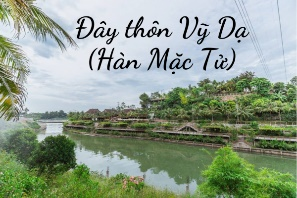 Đây thôn Vỹ Dạ
(Hàn Mặc Tử)